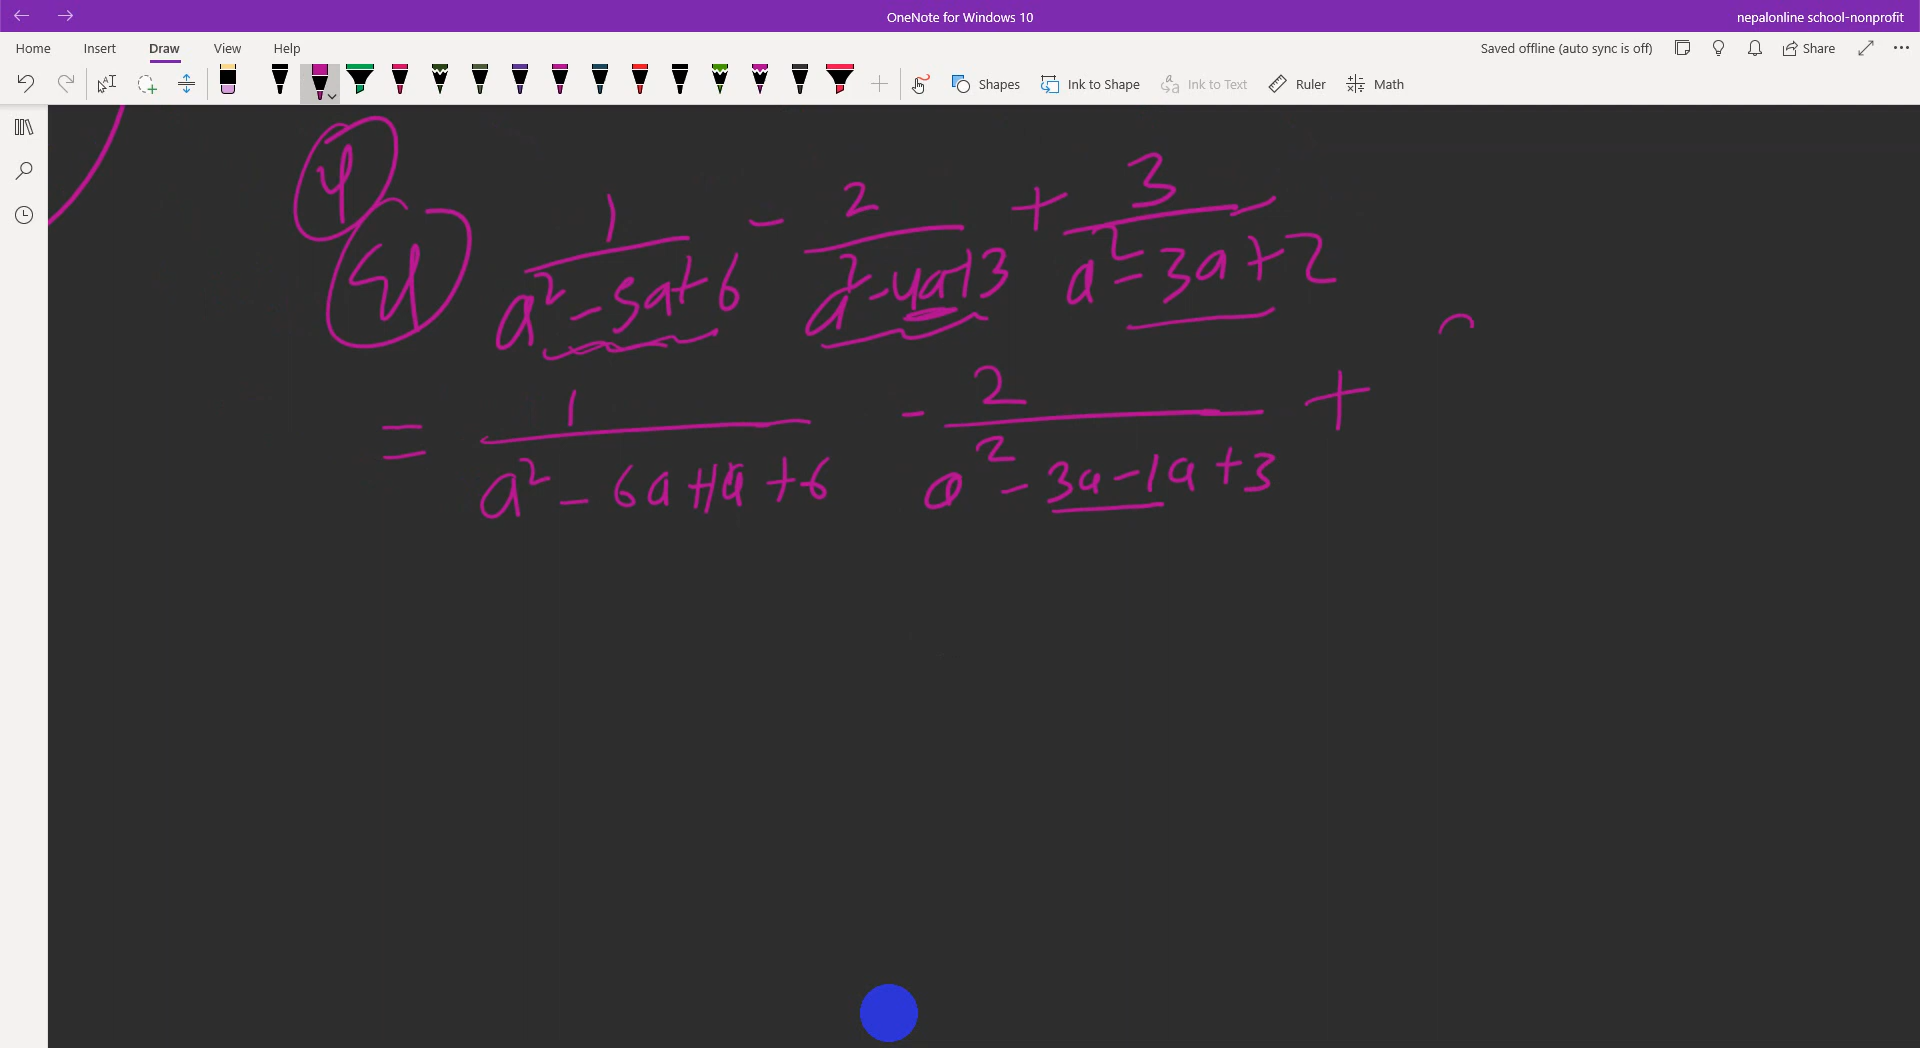 OneNote for Windows 10
nepalonline school-nonprofit
Home Insert Draw View Help
Saved offline (auto sync is off) Share
Shapes Ink to Shape Ink to Text Ruler Math
1/(a² - 5a + 6) - 2/(a² - 4a + 3) + 3/(a² - 3a + 2)
= 1/(a² - 6a + 1a + 6) - 2/(a² - 3a - 1a + 3) +